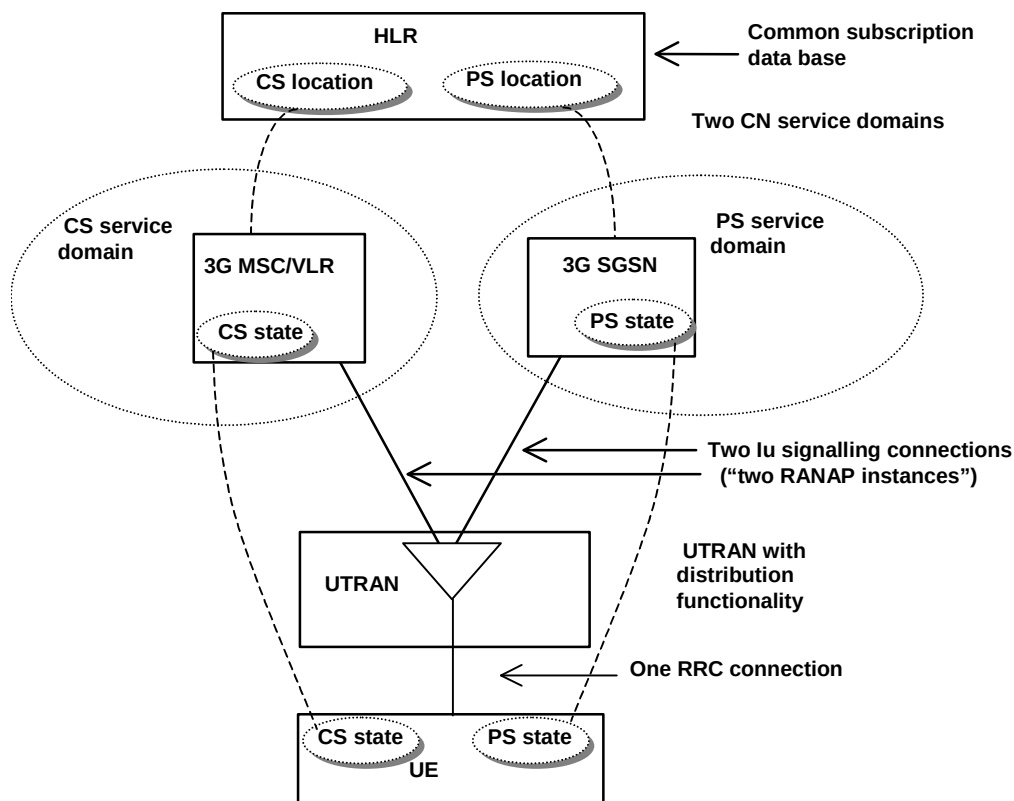 HLR
Common subscription
data base
CS location
PS location
Two CN service domains
CS service
domain
PS service
domain
3G MSC/VLR
3G SGSN
CS state
PS state
Two Iu signalling connections
(“two RANAP instances”)
UTRAN
UTRAN with
distribution
functionality
One RRC connection
CS state
PS state
UE